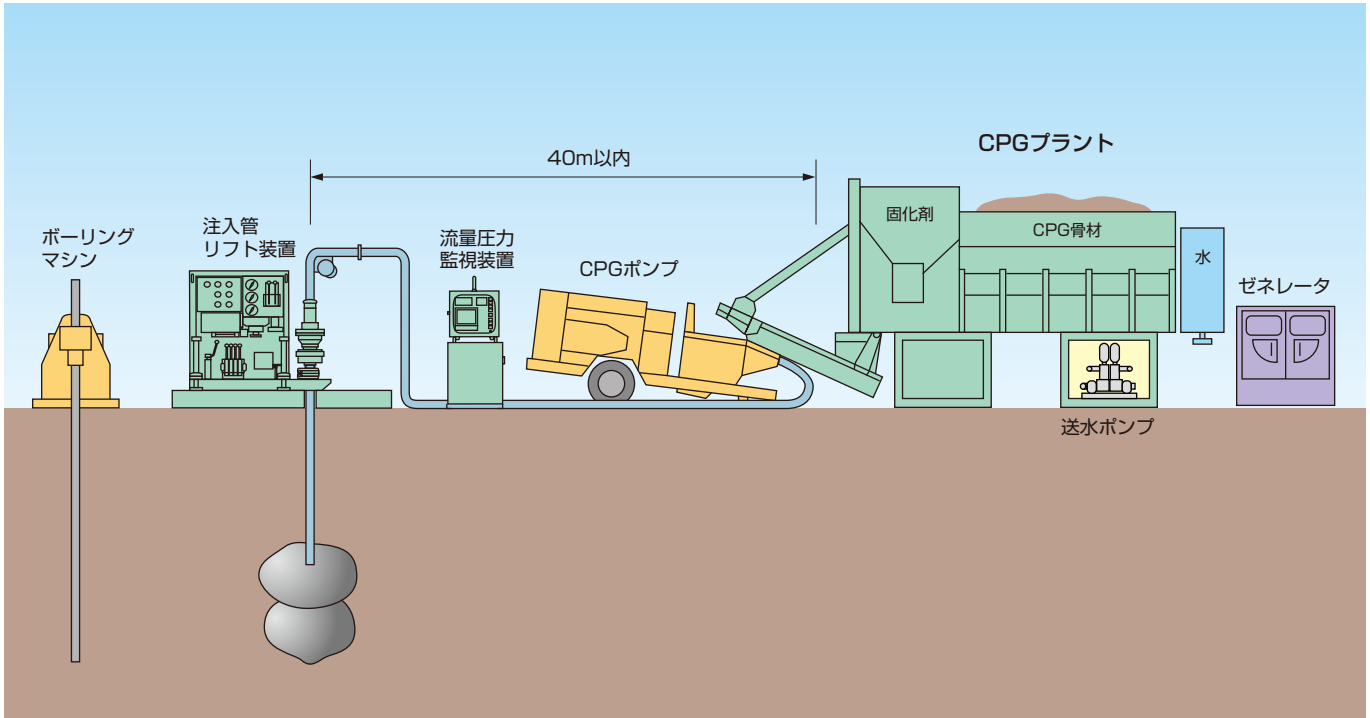 CPGプラント
40m以内
固化剤
CPG骨材
水
ボーリング
マシン
注入管
リフト装置
流量圧力
監視装置
CPGポンプ
ゼネレータ
送水ポンプ